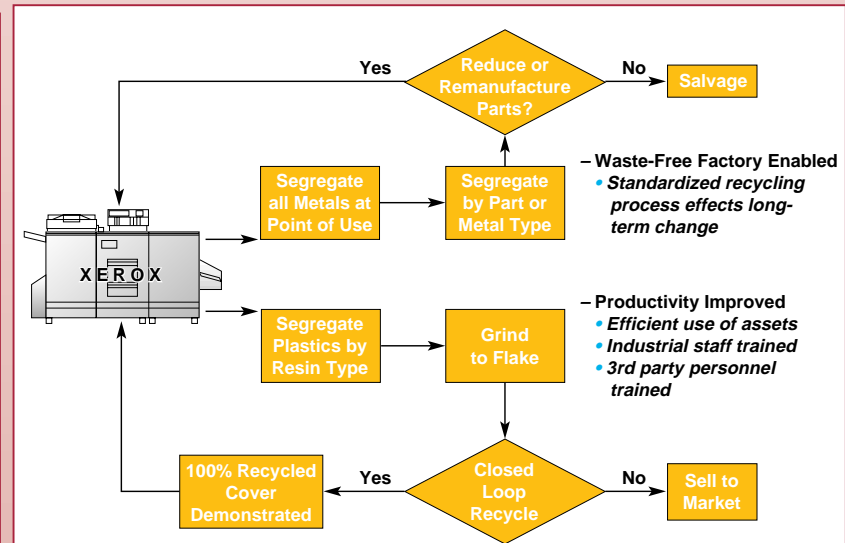 Yes
Reduce or
Remanufacture
Parts?
No
Salvage
Segregate
all Metals at
Point of Use
Segregate
by Part or
Metal Type
– Waste-Free Factory Enabled
• Standardized recycling
process effects long-
term change
XEROX
Segregate
Plastics by
Resin Type
Grind
to Flake
– Productivity Improved
• Efficient use of assets
• Industrial staff trained
• 3rd party personnel
trained
100% Recycled
Cover
Demonstrated
Yes
Closed
Loop
Recycle
No
Sell to
Market